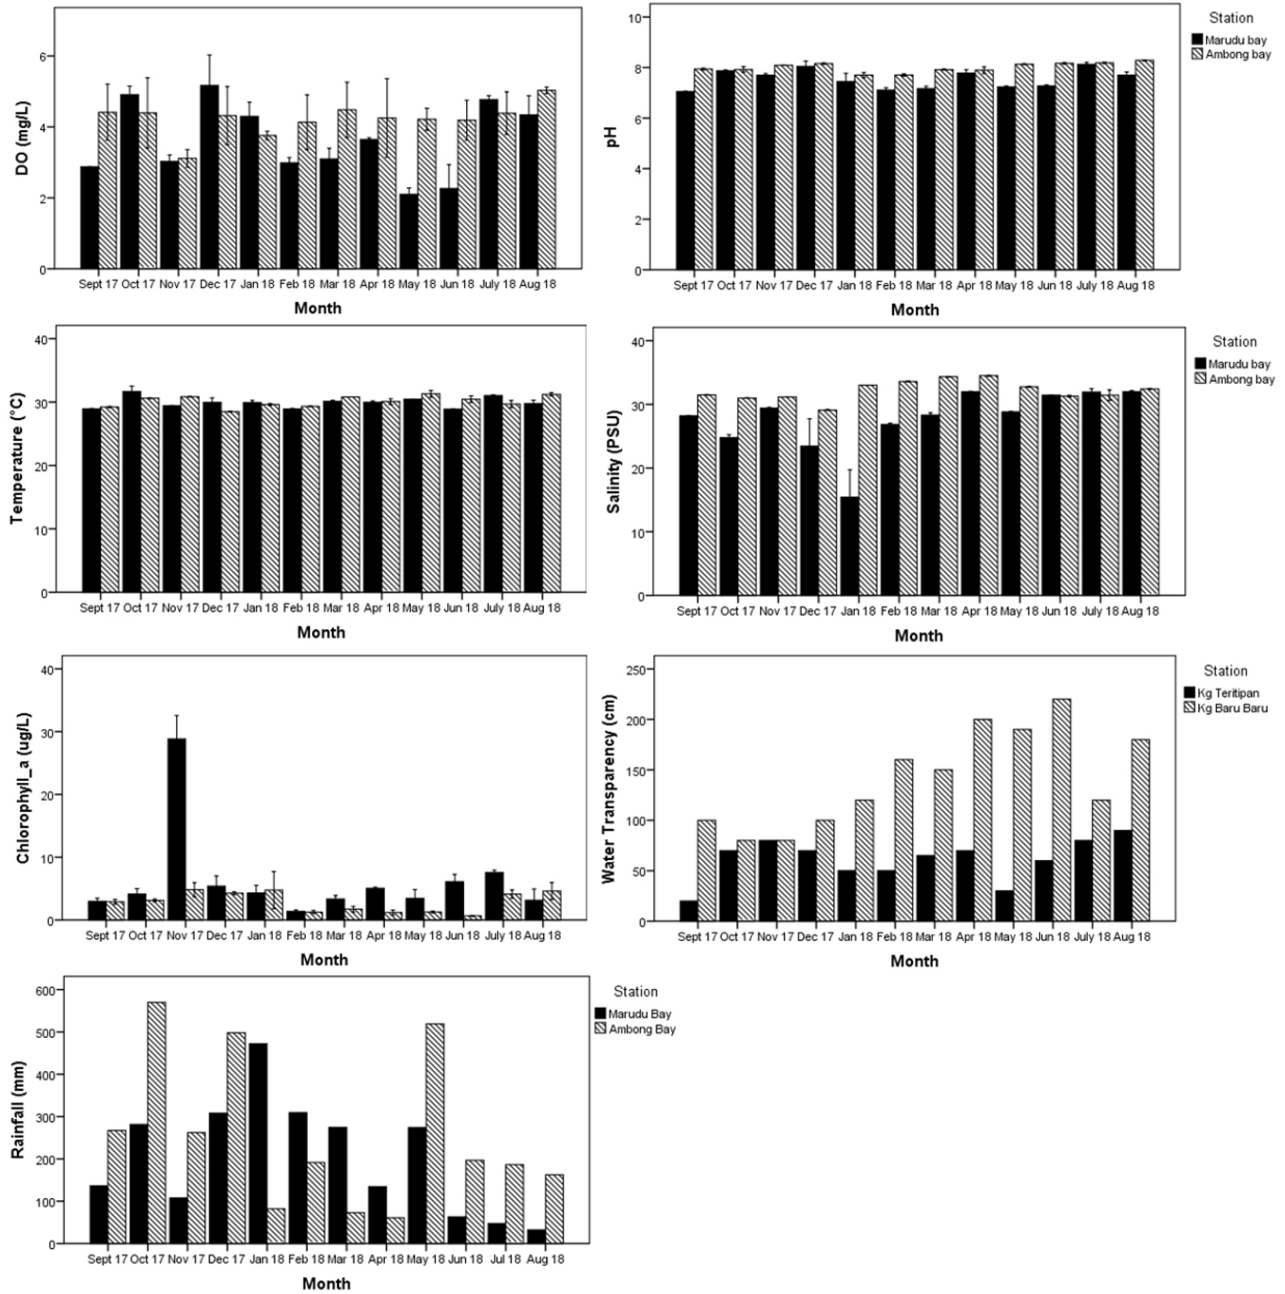 DO (mg/L)
6
4
2
0
Sept 17 Oct 17 Nov 17 Dec 17 Jan 18 Feb 18 Mar 18 Apr 18 May 18 Jun 18 July 18 Aug 18
Month
pH
10
8
6
4
2
0
Sept 17 Oct 17 Nov 17 Dec 17 Jan 18 Feb 18 Mar 18 Apr 18 May 18 Jun 18 July 18 Aug 18
Month
Station
Marudu bay
Ambong bay
Temperature (°C)
40
30
20
10
0
Sept 17 Oct 17 Nov 17 Dec 17 Jan 18 Feb 18 Mar 18 Apr 18 May 18 Jun 18 July 18 Aug 18
Month
Salinity (PSU)
40
30
20
10
0
Sept 17 Oct 17 Nov 17 Dec 17 Jan 18 Feb 18 Mar 18 Apr 18 May 18 Jun 18 July 18 Aug 18
Month
Station
Marudu bay
Ambong bay
Chlorophyll_a (ug/L)
40
30
20
10
0
Sept 17 Oct 17 Nov 17 Dec 17 Jan 18 Feb 18 Mar 18 Apr 18 May 18 Jun 18 July 18 Aug 18
Month
Water Transparency (cm)
250
200
150
100
50
0
Sept 17 Oct 17 Nov 17 Dec 17 Jan 18 Feb 18 Mar 18 Apr 18 May 18 Jun 18 July 18 Aug 18
Month
Station
Kg Teritipan
Kg Baru Baru
Rainfall (mm)
600
500
400
300
200
100
0
Sept 17 Oct 17 Nov 17 Dec 17 Jan 18 Feb 18 Mar 18 Apr 18 May 18 Jun 18 Jul 18 Aug 18
Month
Station
Marudu Bay
Ambong Bay